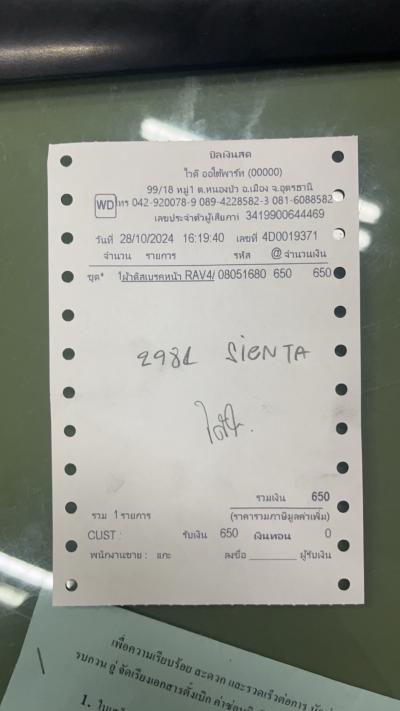 บิลเงินสด
ไวดี ออโต้พาร์ท (00000)
99/18 หมู่1 ต.หนองบัว อ.เมือง จ.อุดรธานี
WD โทร 042-920078-9 089-4228582-3 081-6088582
เลขประจำตัวผู้เสียภาษี 3419900644469
วันที่ 28/10/2024 16:19:40 เลขที่ 4D0019371
จำนวน รายการ รหัส @ จำนวนเงิน
ชุด* 1ผ้าดิสเบรคหน้า RAV4/ 08051680 650 650
2981 SIENTA
รวมเงิน 650
รวม 1 รายการ (ราคารวมภาษีมูลค่าเพิ่ม)
CUST : รับเงิน 650 เงินทอน 0
พนักงานขาย : แกะ ลงชื่อ ผู้รับเงิน
เพื่อความเรียบร้อย สะดวก และรวดเร็วต่อการ
รบกวน อู่ จัดเรียงเอกสารตั้งเบิก
1.